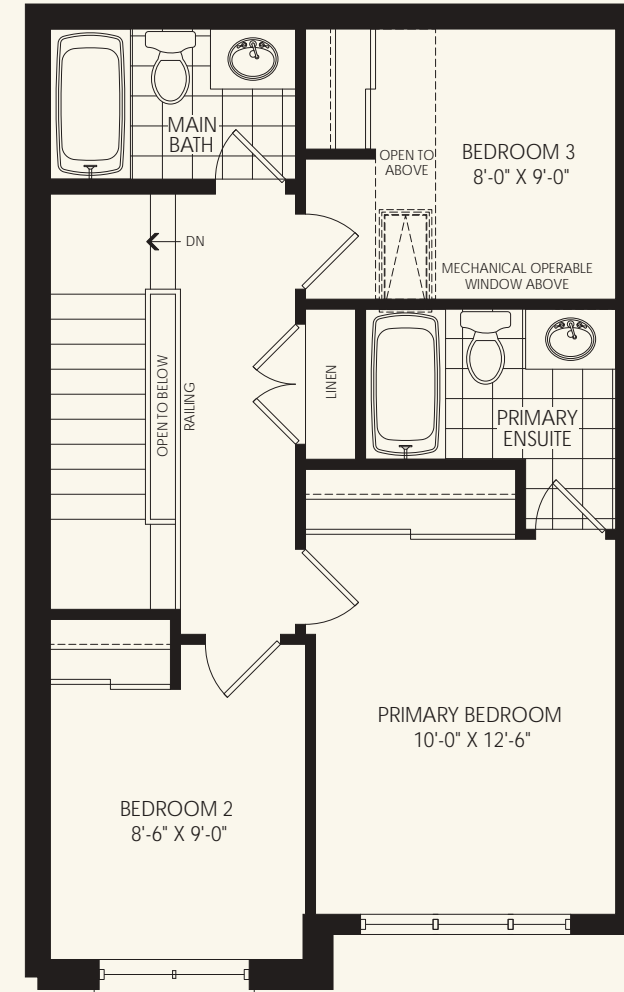 MAIN
BATH
OPEN TO
ABOVE
BEDROOM 3
8'-0" X 9'-0"
DN
MECHANICAL OPERABLE
WINDOW ABOVE
OPEN TO BELOW
RAILING
LINEN
PRIMARY
ENSUITE
PRIMARY BEDROOM
10'-0" X 12'-6"
BEDROOM 2
8'-6" X 9'-0"